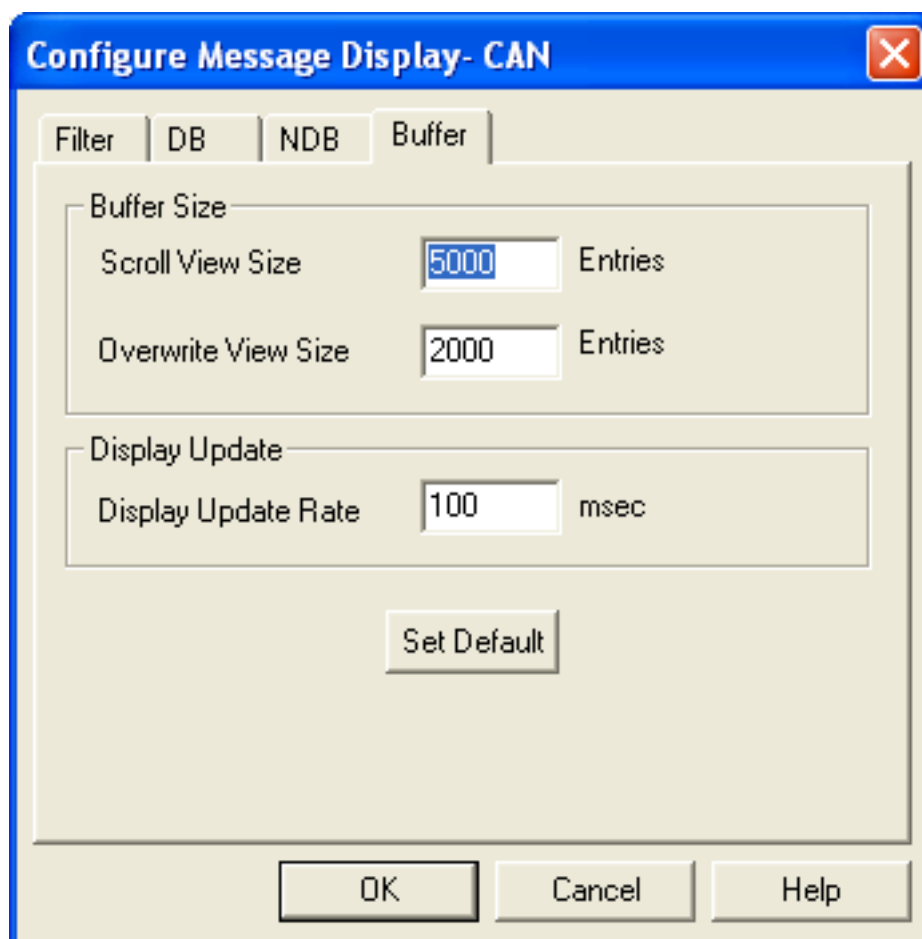 Configure Message Display- CAN
Filter DB NDB Buffer
Buffer Size
Scroll View Size 5000 Entries
Overwrite View Size 2000 Entries
Display Update
Display Update Rate 100 msec
Set Default
OK Cancel Help